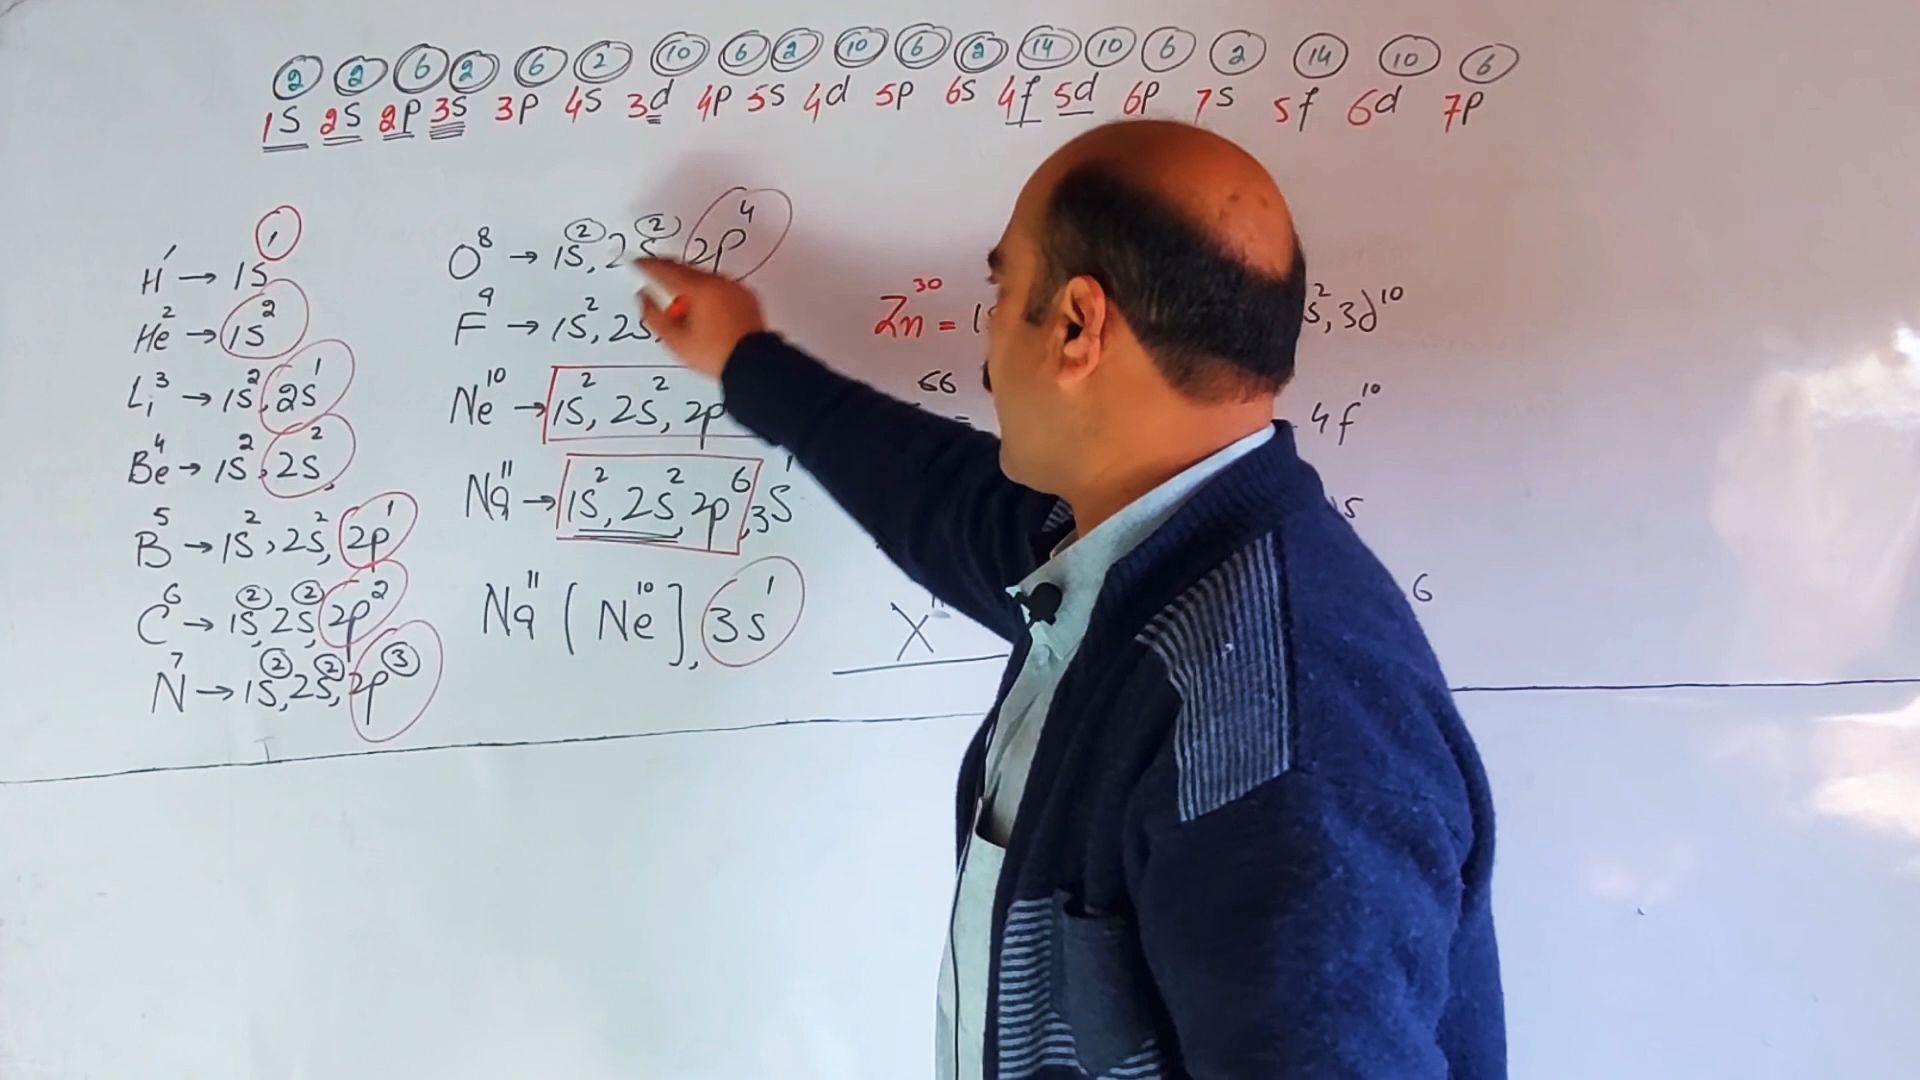 2 2 6 2 6 2 10 6 2 10 6 2 14 10 6 2 14 10 6
1S 2S 2P 3S 3P 4S 3d 4P 5S 4d 5P 6S 4f 5d 6P 7S 5f 6d 7P
H¹ → 1S¹
He² → 1S²
Li³ → 1S², 2S¹
Be⁴ → 1S², 2S²,
B⁵ → 1S², 2S², 2P¹
C⁶ → 1S², 2S², 2P²
N⁷ → 1S², 2S², 2P³
O⁸ → 1S², 2S², 2P⁴
F⁹ → 1S², 2S
Ne¹⁰ → 1S², 2S², 2P
Na¹¹ → 1S², 2S², 2P⁶, 3S¹
Na¹¹ [Ne¹⁰], 3S¹
Zn³⁰ = 1S², 3d¹⁰
66 = 4f¹⁰
S
X 6